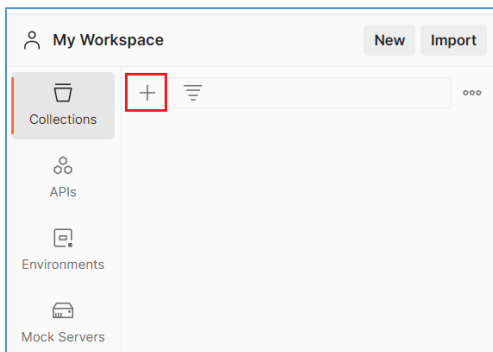 My Workspace
New
Import
Collections
APIs
Environments
Mock Servers